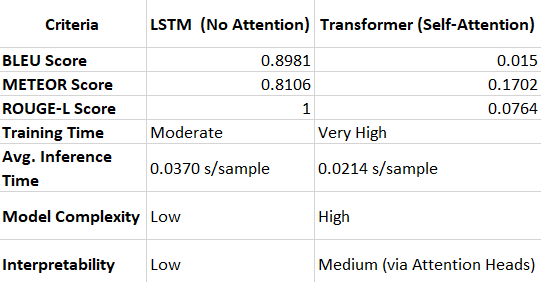 Criteria LSTM  (No Attention) Transformer (Self-Attention)
BLEU Score 0.8981 0.015
METEOR Score 0.8106 0.1702
ROUGE-L Score 1 0.0764
Training Time Moderate Very High
Avg. Inference
Time 0.0370 s/sample 0.0214 s/sample
Model Complexity Low High
Interpretability Low Medium (via Attention Heads)